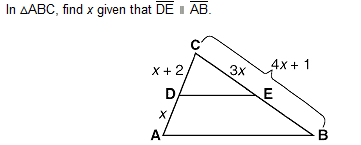 In △ABC, find x given that DE ∥ AB.
C
x + 2
3x
4x + 1
D
E
x
A
B